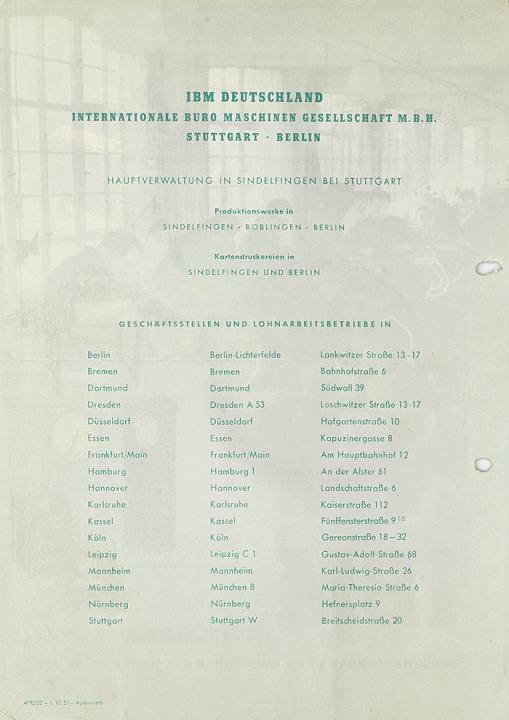 IBM DEUTSCHLAND
INTERNATIONALE BURO MASCHINEN GESELLSCHAFT M.B.H.
STUTTGART · BERLIN
HAUPTVERWALTUNG IN SINDELFINGEN BEI STUTTGART
Produktionswerke in
SINDELFINGEN · BÖBLINGEN · BERLIN
Kartendruckereien in
SINDELFINGEN UND BERLIN
GESCHÄFTSSTELLEN UND LOHNARBEITSBETRIEBE IN
Berlin Berlin-Lichterfelde Lankwitzer Straße 13-17
Bremen Bremen Bahnhofstraße 6
Dortmund Dortmund Südwall 39
Dresden Dresden A 53 Loschwitzer Straße 13-17
Düsseldorf Düsseldorf Hofgartenstraße 10
Essen Essen Kapuzinergasse 8
Frankfurt/Main Frankfurt/Main Am Hauptbahnhof 12
Hamburg Hamburg 1 An der Alster 61
Hannover Hannover Landschaftstraße 6
Karlsruhe Karlsruhe Kaiserstraße 112
Kassel Kassel Fünffensterstraße 9 1/2
Köln Köln Gereonstraße 18–32
Leipzig Leipzig C 1 Gustav-Adolf-Straße 68
Mannheim Mannheim Karl-Ludwig-Straße 26
München München 8 Maria-Theresia-Straße 6
Nürnberg Nürnberg Hefnersplatz 9
Stuttgart Stuttgart W Breitscheidstraße 20